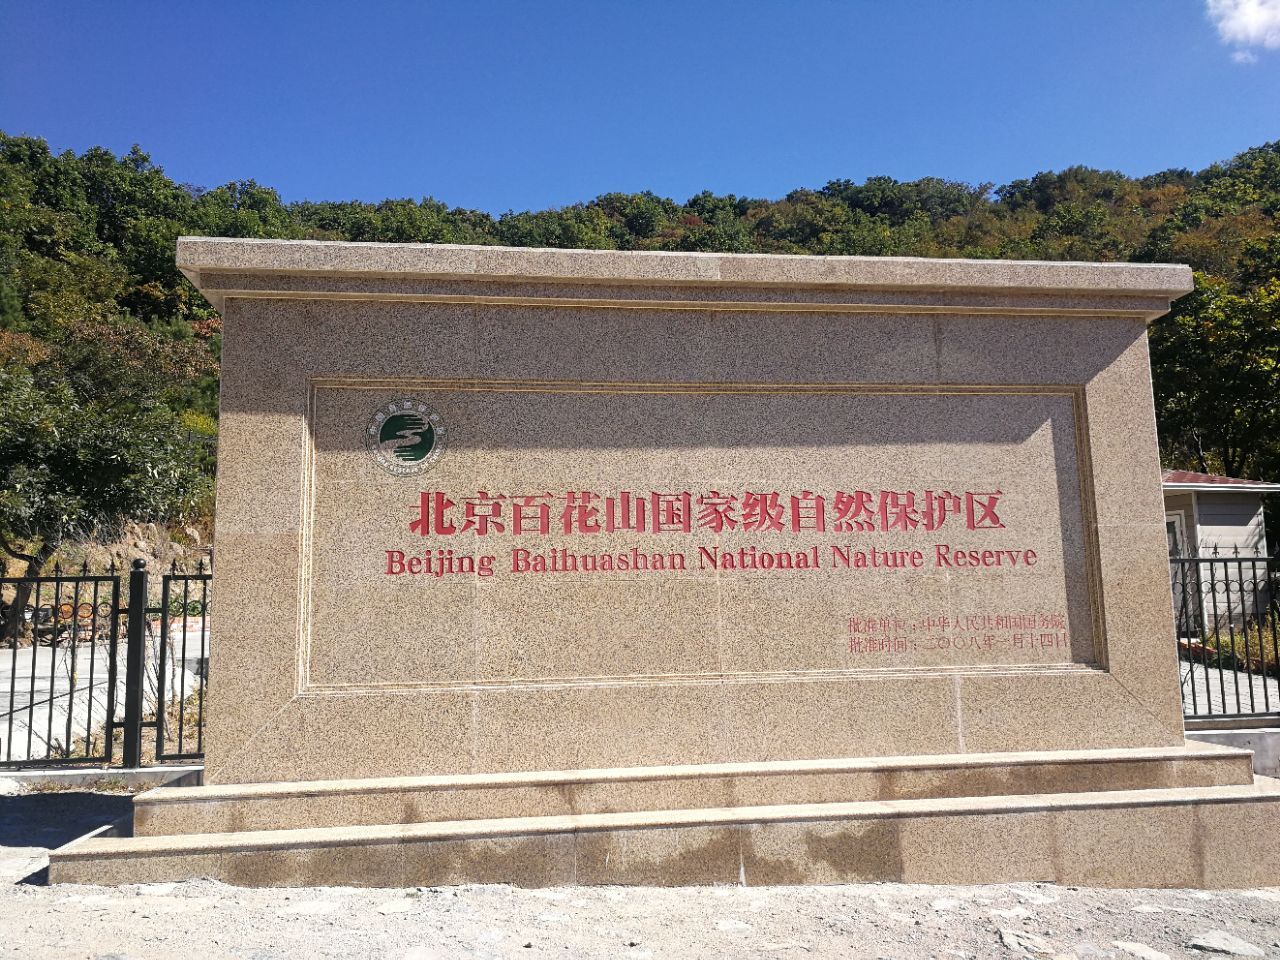 北京百花山国家级自然保护区
Beijing Baihuashan National Nature Reserve
批准单位：中华人民共和国国务院
批准时间：二〇〇八年一月十四日